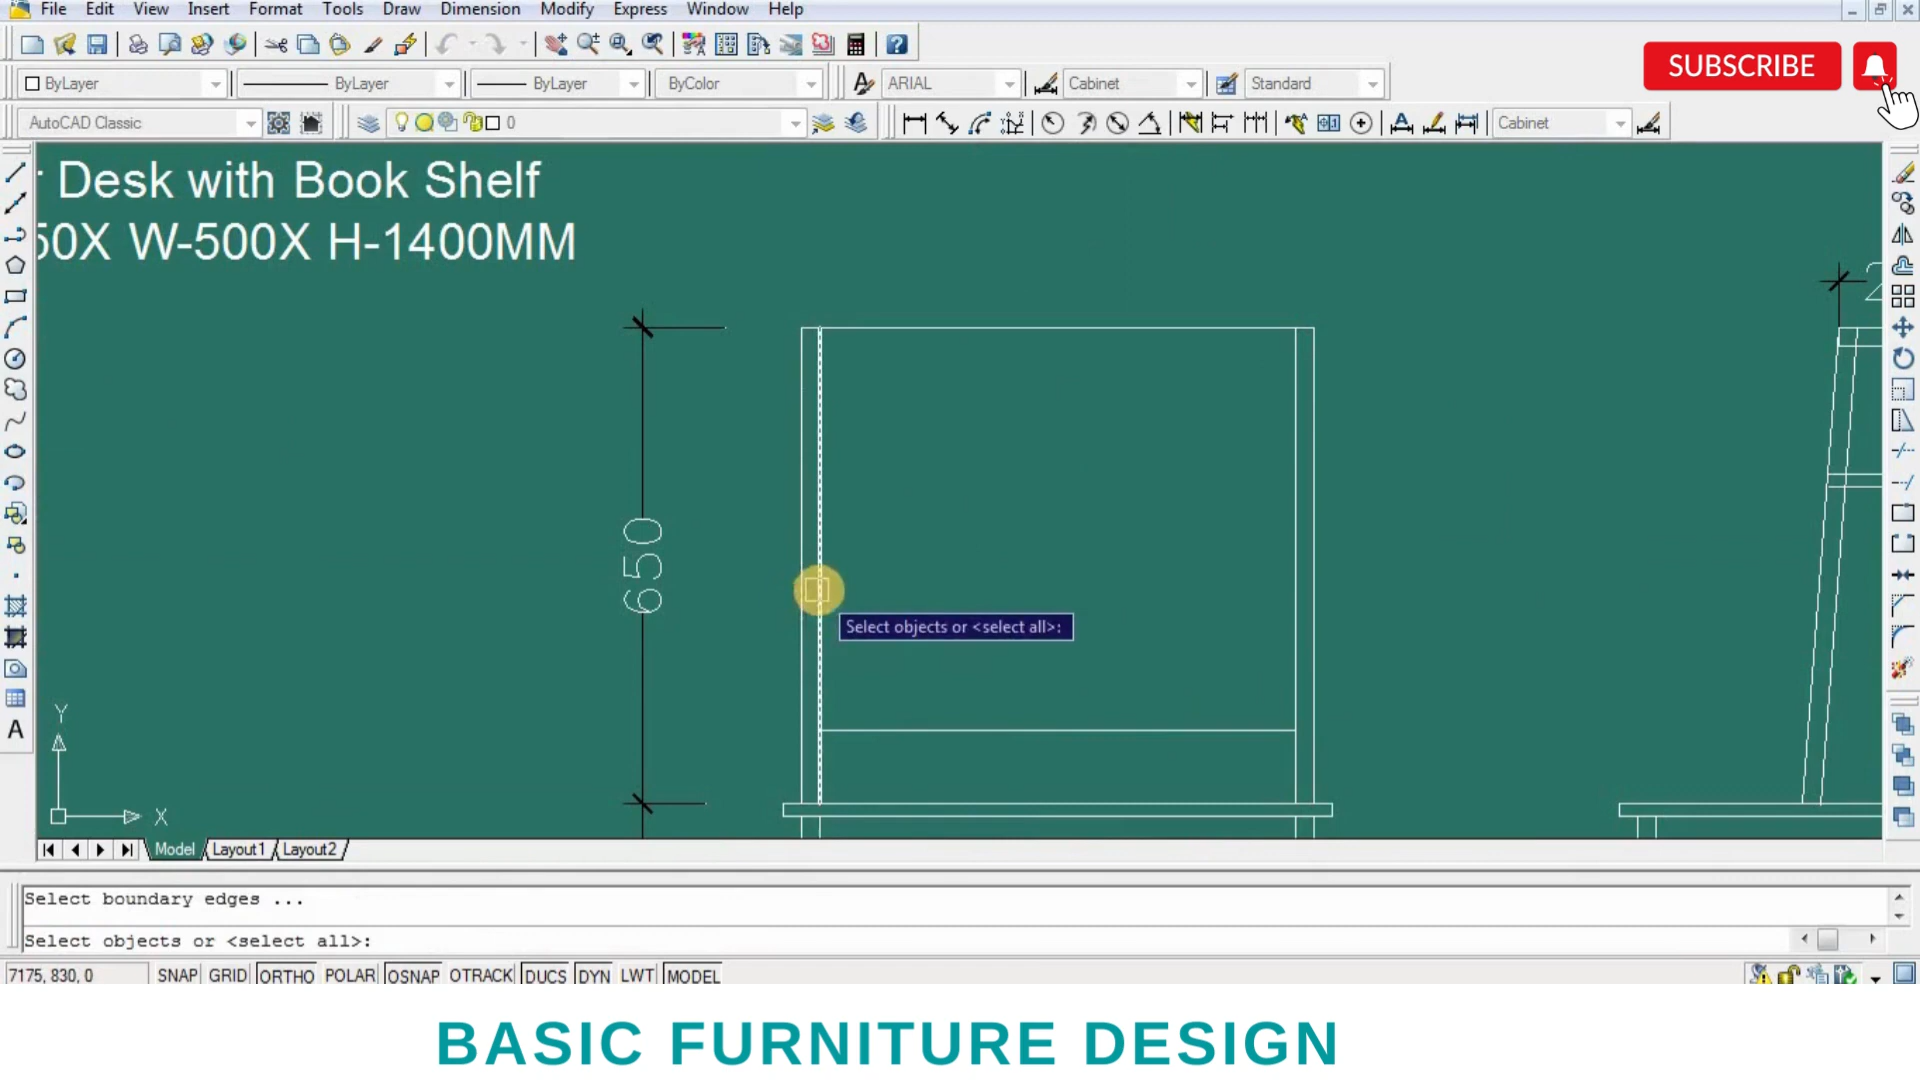 File Edit View Insert Format Tools Draw Dimension Modify Express Window Help
SUBSCRIBE
ByLayer ByLayer ByLayer ByColor ARIAL Cabinet Standard
AutoCAD Classic 0 Cabinet
Desk with Book Shelf
50X W-500X H-1400MM
2
650
Select objects or <select all>:
Y
X
A
Model Layout1 Layout2
Select boundary edges ...
Select objects or <select all>:
7175, 830, 0 SNAP GRID ORTHO POLAR OSNAP OTRACK DUCS DYN LWT MODEL
BASIC FURNITURE DESIGN